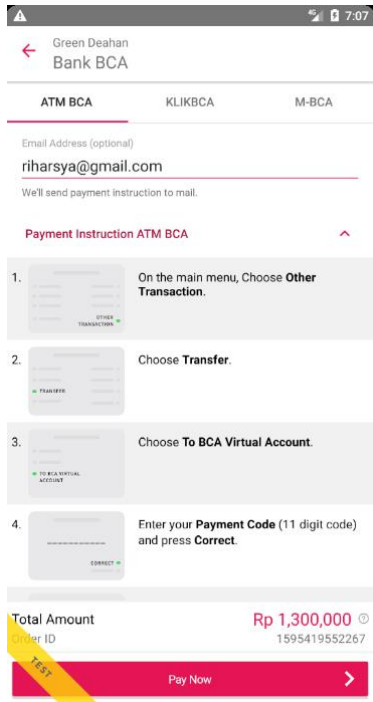 4G 7:07
Green Deahan
Bank BCA
ATM BCA KLIKBCA M-BCA
Email Address (optional)
riharsya@gmail.com
We'll send payment instruction to mail.
Payment Instruction ATM BCA
1. On the main menu, Choose Other
Transaction.
OTHER
TRANSACTION
2. Choose Transfer.
TRANSFER
3. Choose To BCA Virtual Account.
TO BCA VIRTUAL
ACCOUNT
4. Enter your Payment Code (11 digit code)
and press Correct.
CORRECT
Total Amount Rp 1,300,000
Order ID 1595419552267
TEST
Pay Now